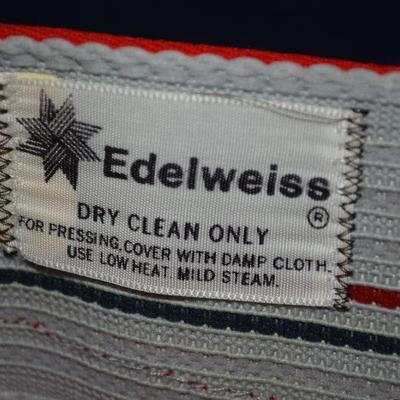 Edelweiss
®
DRY CLEAN ONLY
FOR PRESSING, COVER WITH DAMP CLOTH.
USE LOW HEAT. MILD STEAM.